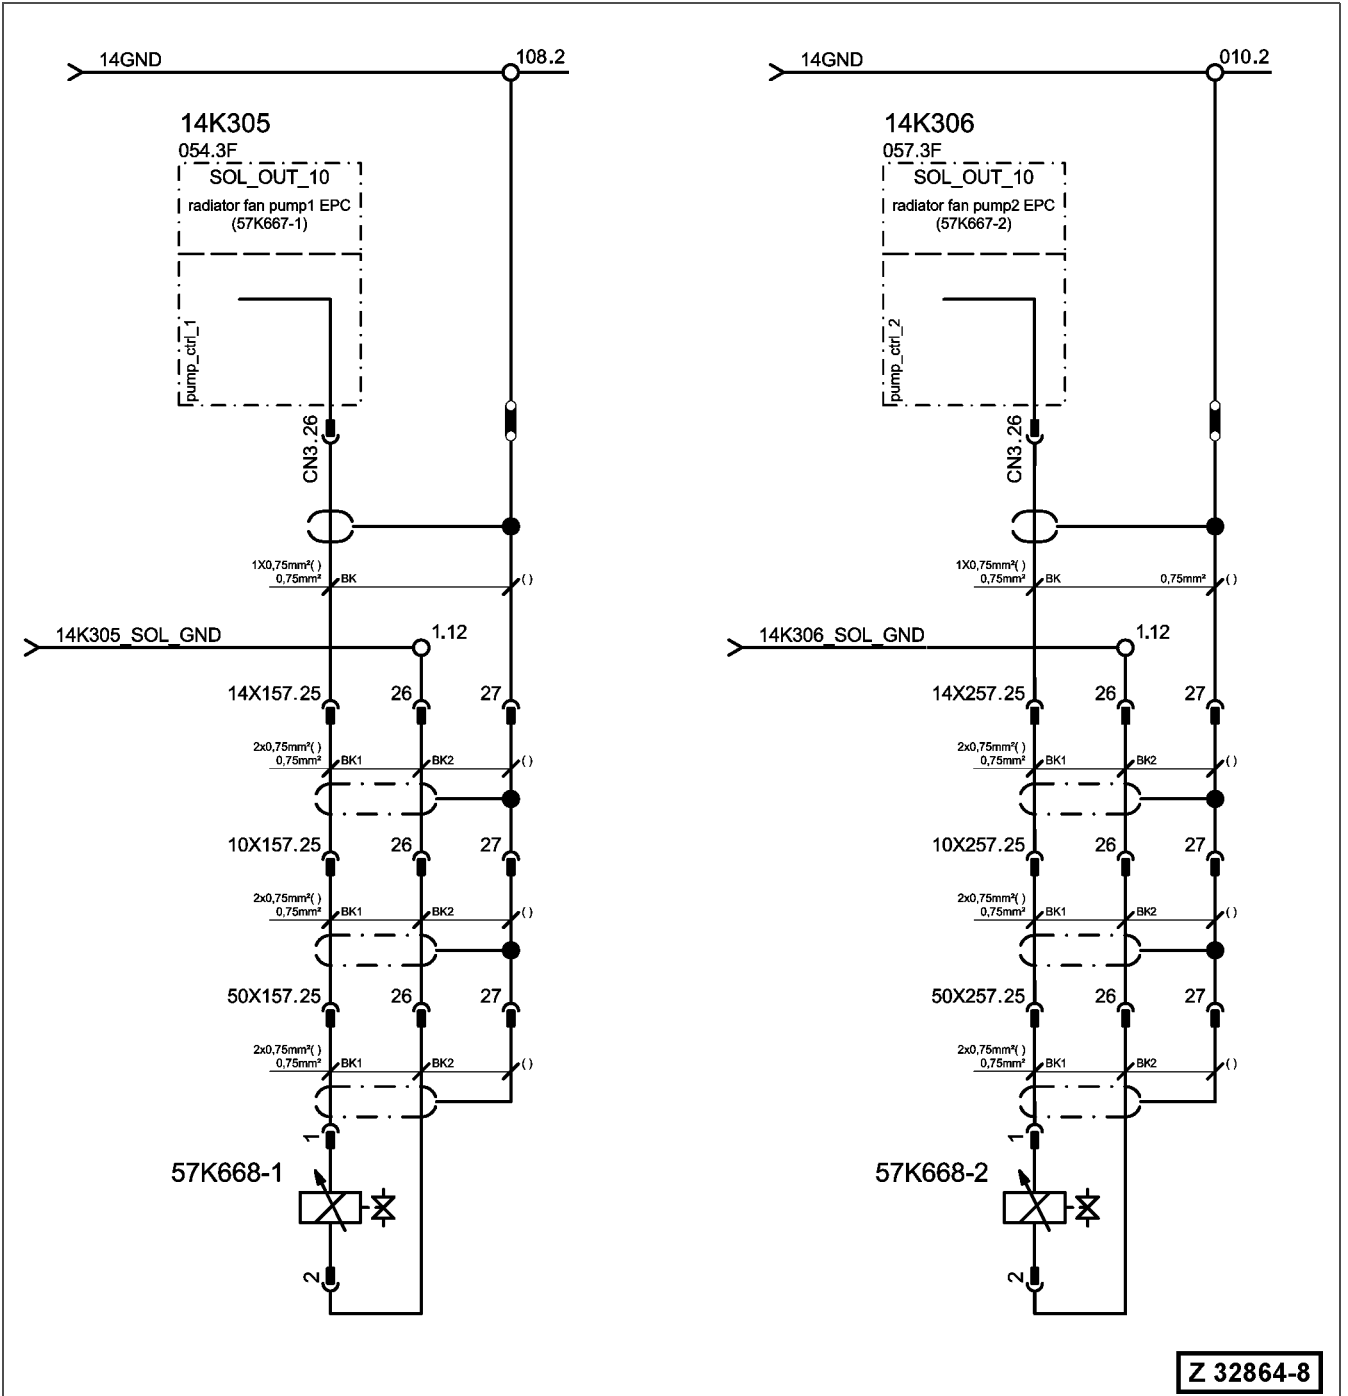 14GND
108.2
14K305
054.3F
SOL_OUT_10
radiator fan pump1 EPC
(57K667-1)
pump_ctrl_1
CN3.26
1X0,75mm²( )
0,75mm²
BK
( )
14K305_SOL_GND
1.12
14X157.25
26
27
2x0,75mm²( )
0,75mm²
BK1
BK2
( )
10X157.25
26
27
2x0,75mm²( )
0,75mm²
BK1
BK2
( )
50X157.25
26
27
2x0,75mm²( )
0,75mm²
BK1
BK2
( )
1
57K668-1
2
14GND
010.2
14K306
057.3F
SOL_OUT_10
radiator fan pump2 EPC
(57K667-2)
pump_ctrl_2
CN3.26
1X0,75mm²( )
0,75mm²
BK
0,75mm²
( )
14K306_SOL_GND
1.12
14X257.25
26
27
2x0,75mm²( )
0,75mm²
BK1
BK2
( )
10X257.25
26
27
2x0,75mm²( )
0,75mm²
BK1
BK2
( )
50X257.25
26
27
2x0,75mm²( )
0,75mm²
BK1
BK2
( )
1
57K668-2
2
Z 32864-8